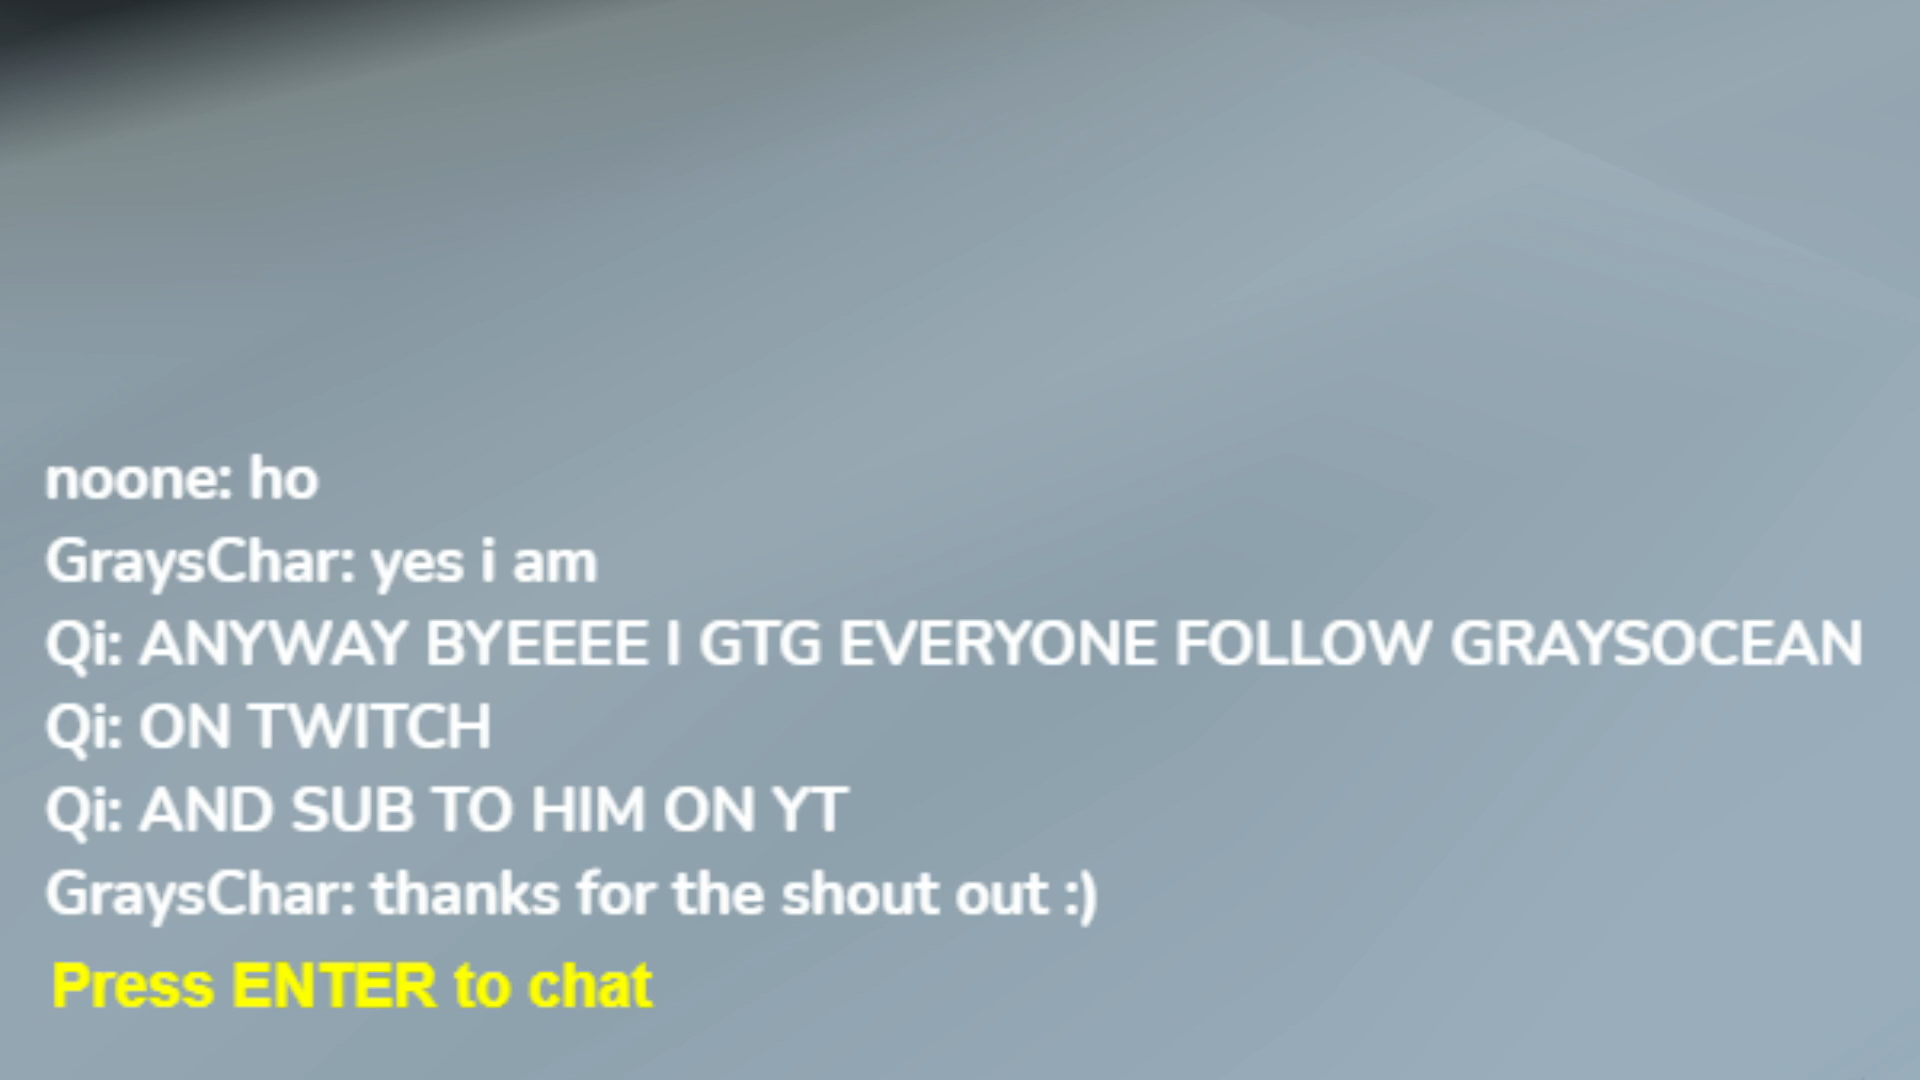 noone: ho
GraysChar: yes i am
Qi: ANYWAY BYEEEE I GTG EVERYONE FOLLOW GRAYSOCEAN
Qi: ON TWITCH
Qi: AND SUB TO HIM ON YT
GraysChar: thanks for the shout out :)
Press ENTER to chat